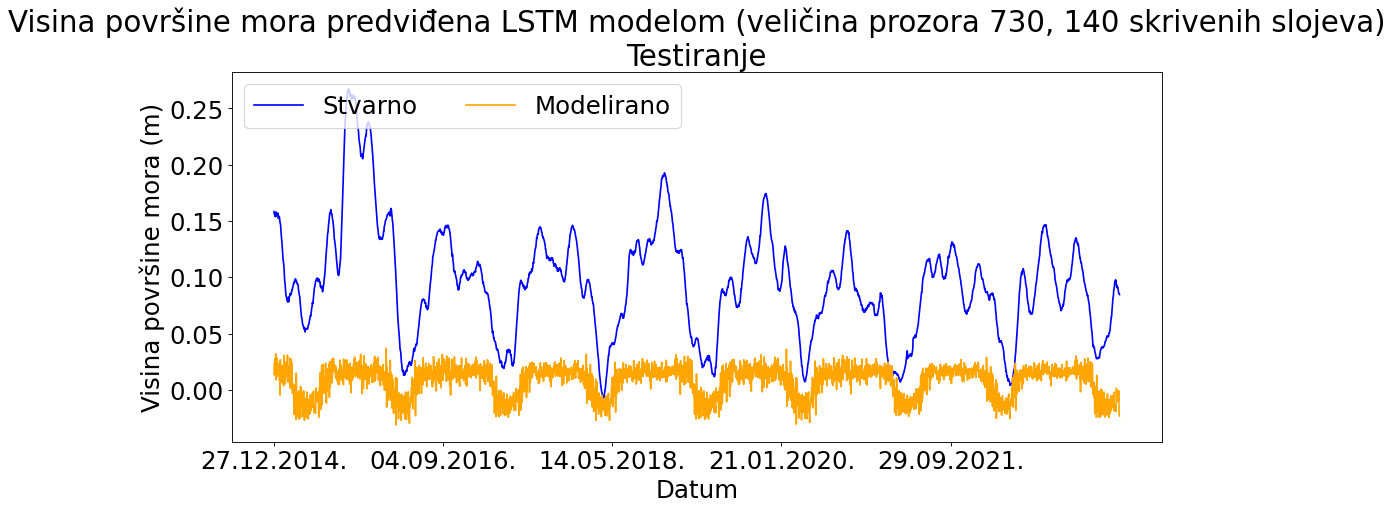 Visina površine mora predviđena LSTM modelom (veličina prozora 730, 140 skrivenih slojeva)
Testiranje
Stvarno
Modelirano
Visina površine mora (m)
0.25
0.20
0.15
0.10
0.05
0.00
27.12.2014. 04.09.2016. 14.05.2018. 21.01.2020. 29.09.2021.
Datum